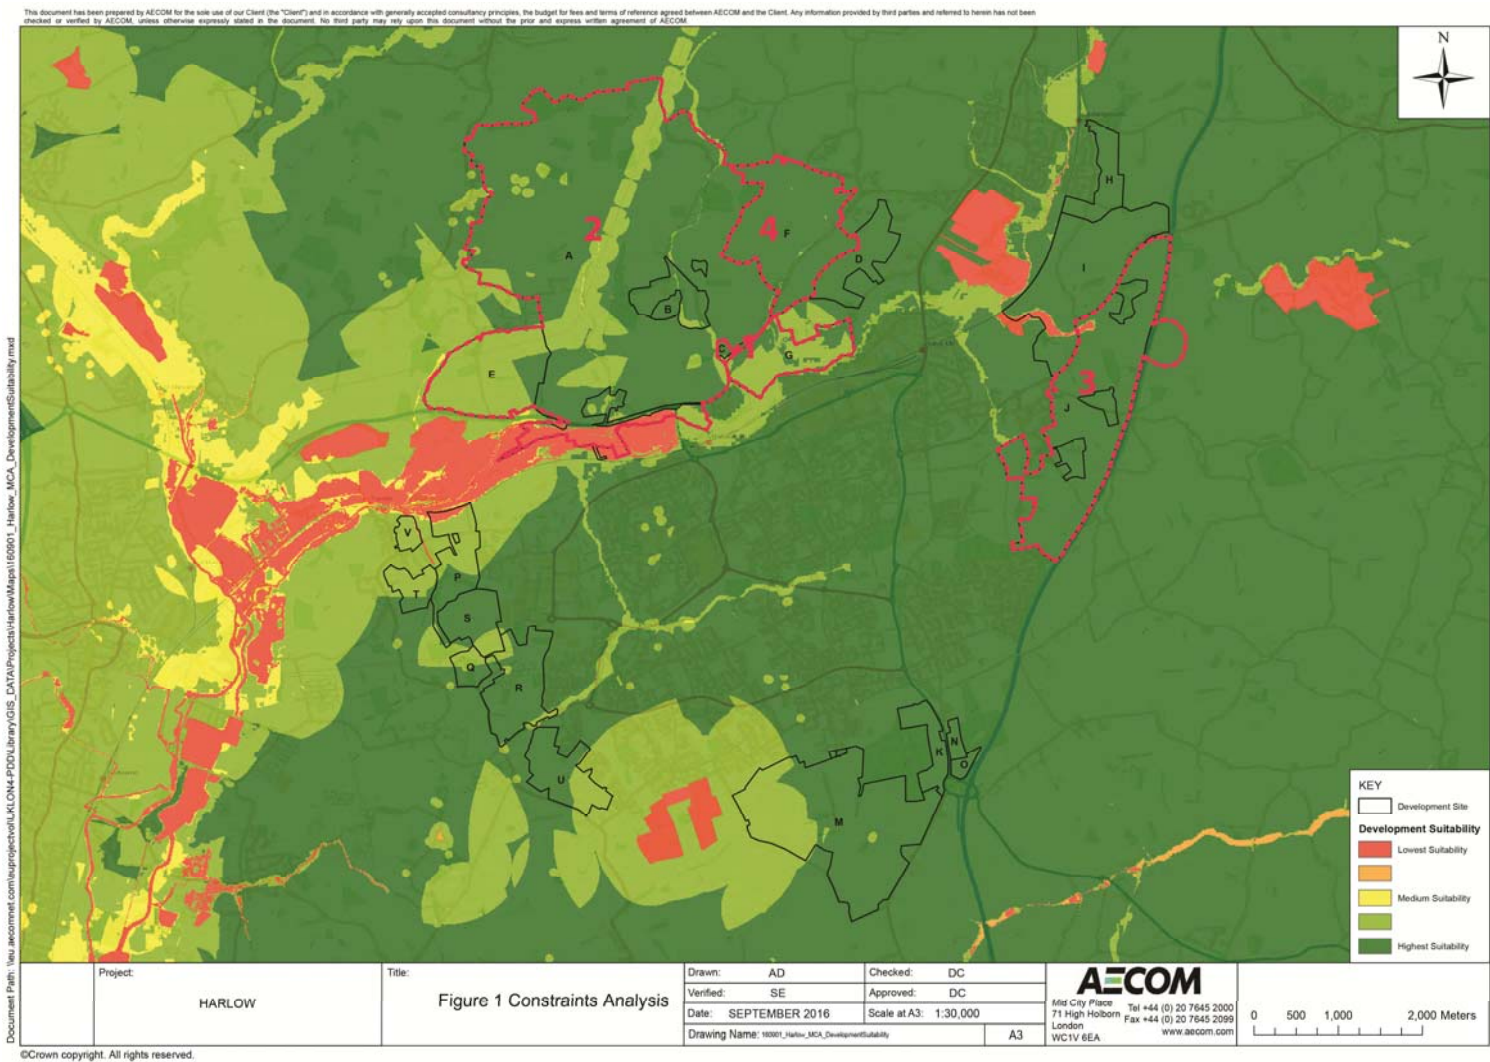 This document has been prepared by AECOM for the sole use of our Client (the "Client") and in accordance with generally accepted consultancy principles, the budget for fees and terms of reference agreed between AECOM and the Client. Any information provided by third parties and referred to herein has not been
checked or verified by AECOM, unless otherwise expressly stated in the document. No third party may rely upon this document without the prior and express written agreement of AECOM.
N
H
2
4
F
A
D
I
B
C
1
G
E
3
J
V
P
T
S
Q
R
N
K
O
U
M
KEY
Development Site
Development Suitability
Lowest Suitability
Medium Suitability
Highest Suitability
Project:
HARLOW
Title:
Figure 1 Constraints Analysis
Drawn: AD
Checked: DC
Verified: SE
Approved: DC
Date: SEPTEMBER 2016
Scale at A3: 1:30,000
Drawing Name: 160901_Harlow_MCA_DevelopmentSuitability
A3
AECOM
Mid City Place
71 High Holborn
London
WC1V 6EA
Tel +44 (0) 20 7645 2000
Fax +44 (0) 20 7645 2099
www.aecom.com
0 500 1,000 2,000 Meters
©Crown copyright. All rights reserved.